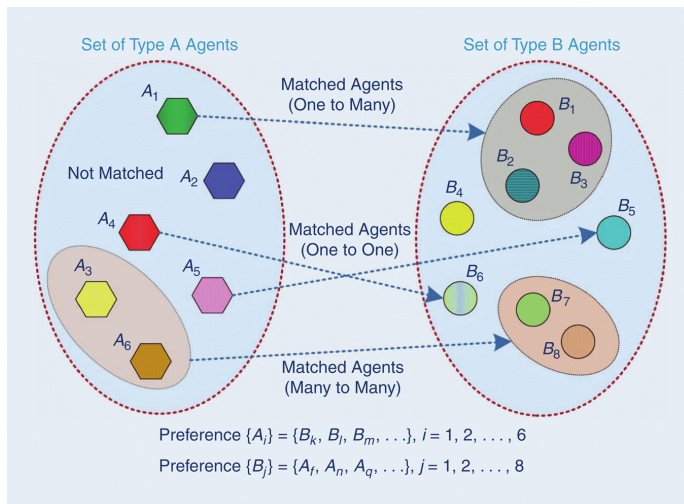 Set of Type A Agents
Set of Type B Agents
Matched Agents
(One to Many)
A1
B1
Not Matched
A2
B2
B3
A4
B4
Matched Agents
(One to One)
B5
A3
A5
B6
A6
B7
B8
Matched Agents
(Many to Many)
Preference {Ai} = {Bk, Bl, Bm, . . .}, i = 1, 2, . . . , 6
Preference {Bj} = {Af, An, Aq, . . .}, j = 1, 2, . . . , 8